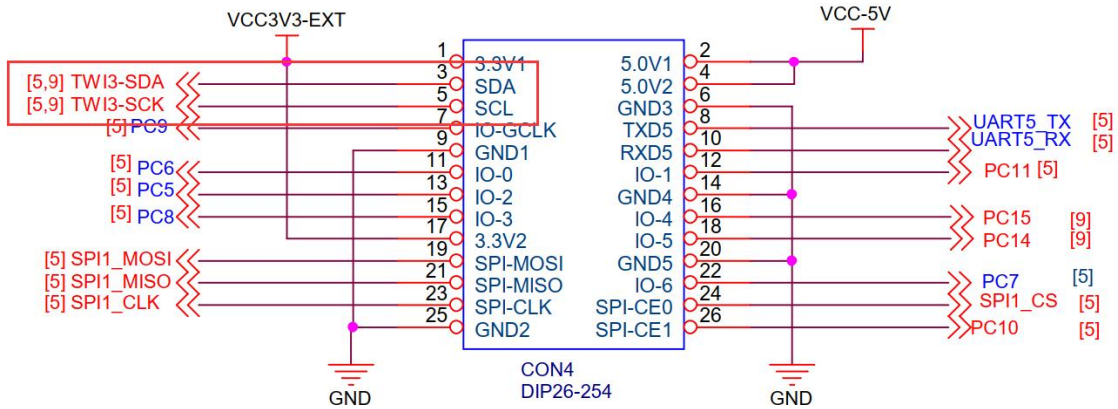 VCC3V3-EXT VCC-5V
1 3.3V1 5.0V1 2
[5,9] TWI3-SDA 3 SDA 5.0V2 4
[5,9] TWI3-SCK 5 SCL GND3 6
[5] PC9 7 IO-GCLK TXD5 8 UART5_TX [5]
9 GND1 RXD5 10 UART5_RX [5]
[5] PC6 11 IO-0 IO-1 12 PC11 [5]
[5] PC5 13 IO-2 GND4 14
[5] PC8 15 IO-3 IO-4 16 PC15 [9]
17 3.3V2 IO-5 18 PC14 [9]
[5] SPI1_MOSI 19 SPI-MOSI GND5 20
[5] SPI1_MISO 21 SPI-MISO IO-6 22 PC7 [5]
[5] SPI1_CLK 23 SPI-CLK SPI-CE0 24 SPI1_CS [5]
25 GND2 SPI-CE1 26 PC10 [5]
CON4
DIP26-254
GND GND